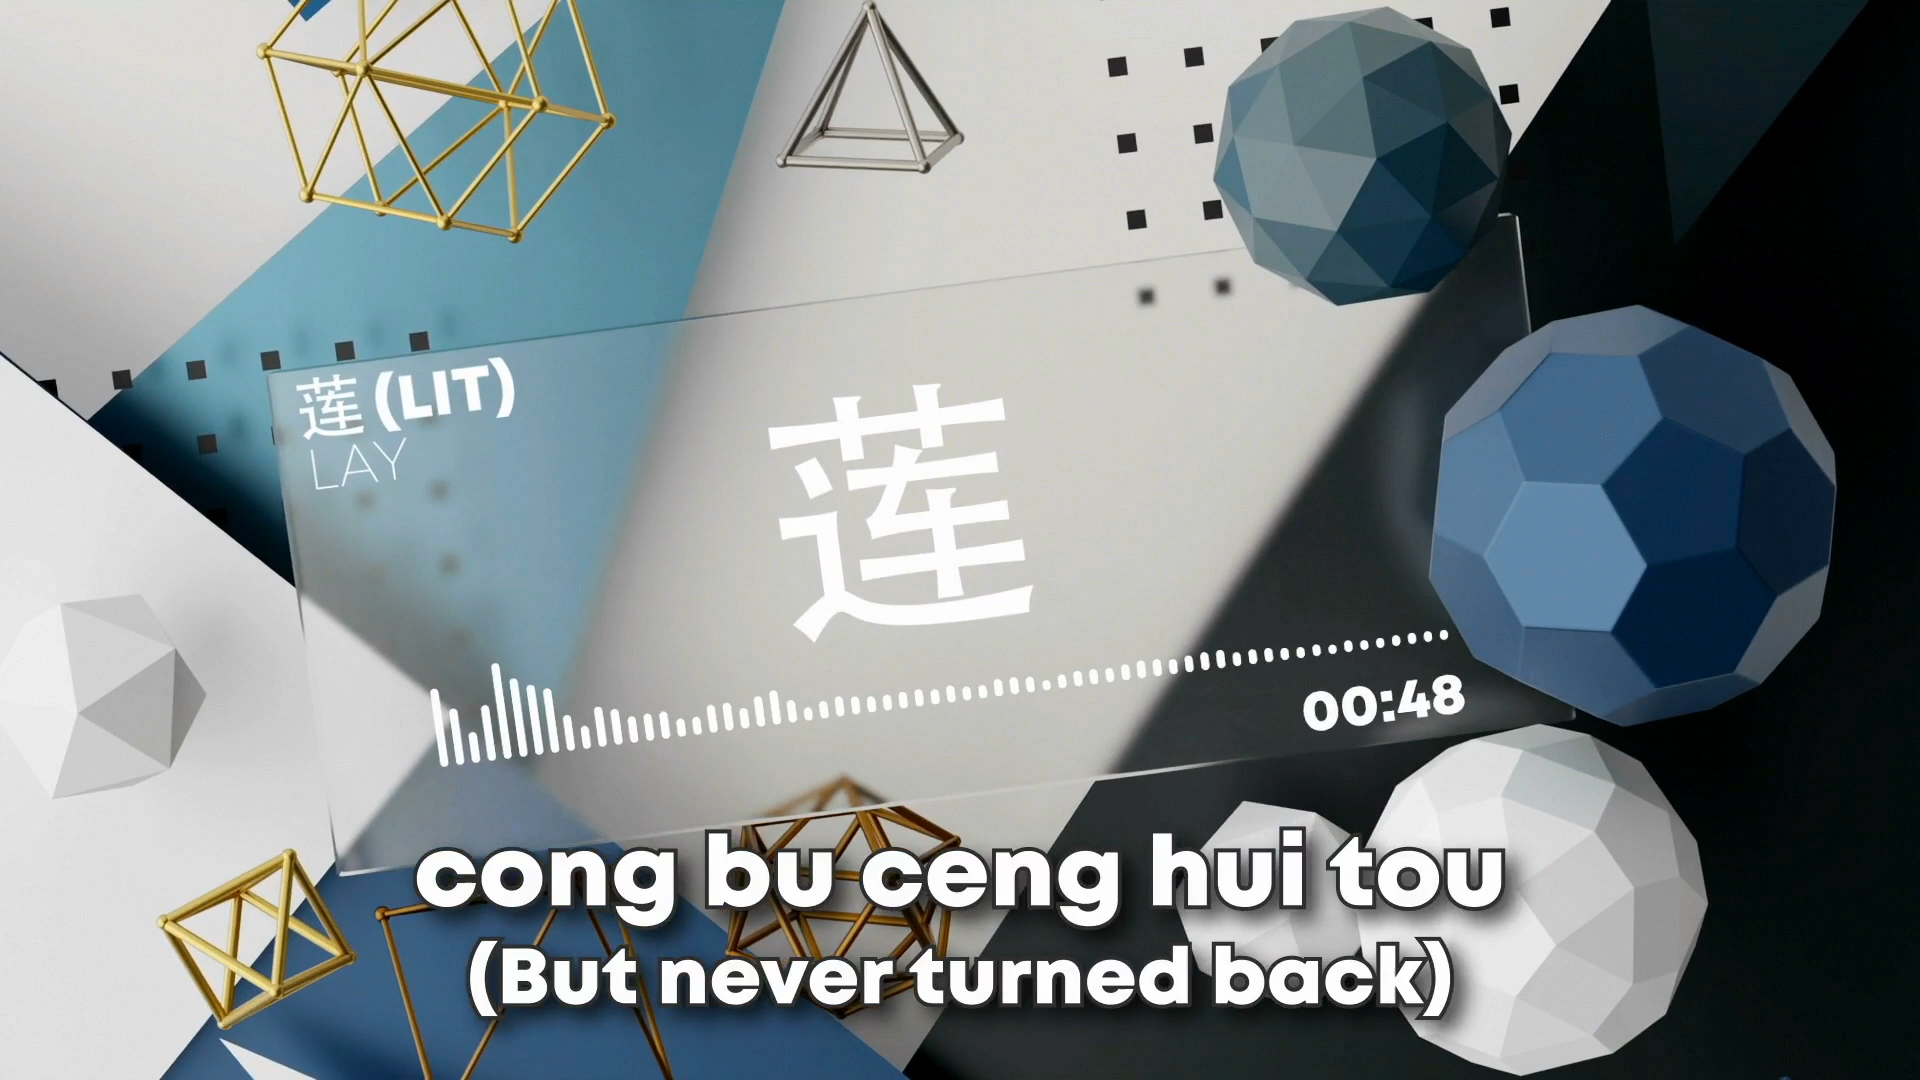 莲 (LIT)
LAY
莲
00:48
cong bu ceng hui tou
(But never turned back)